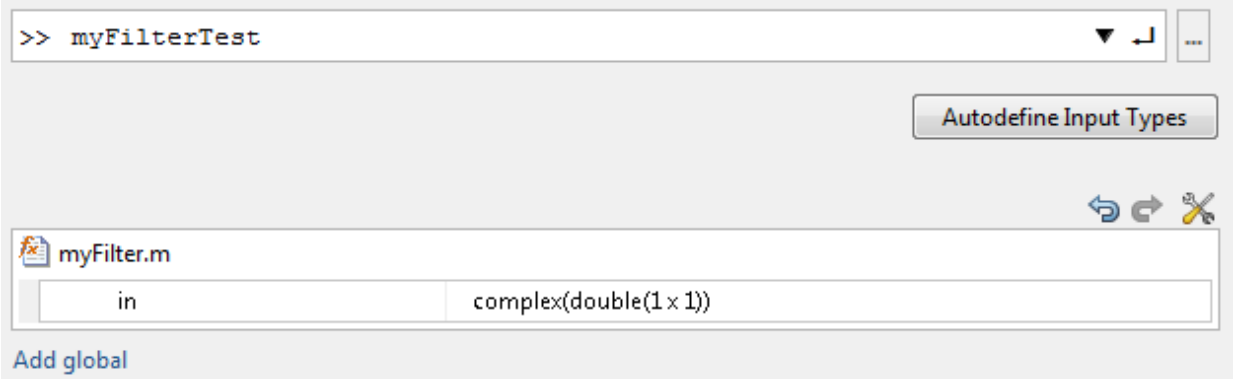 >> myFilterTest
...
Autodefine Input Types
myFilter.m
in complex(double(1 x 1))
Add global